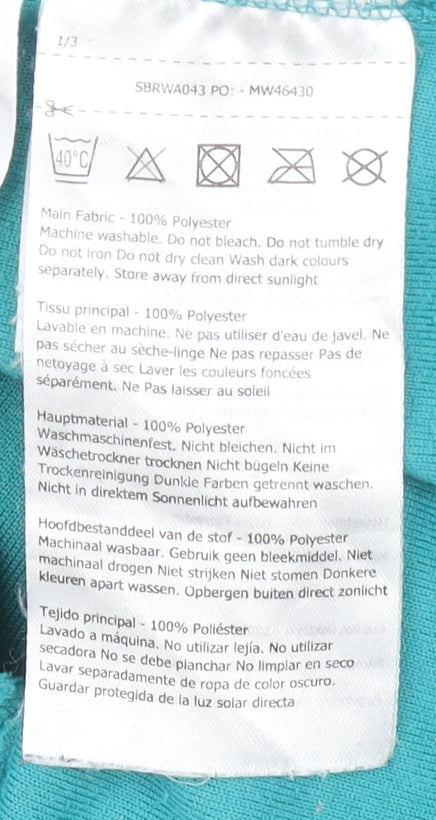 1/3
SBRWA043 PO: - MW46430
40°C
Main Fabric - 100% Polyester
Machine washable. Do not bleach. Do not tumble dry
Do not iron Do not dry clean Wash dark colours
separately. Store away from direct sunlight
Tissu principal - 100% Polyester
Lavable en machine. Ne pas utiliser d'eau de javel. Ne
pas sécher au sèche-linge Ne pas repasser Pas de
netoyage à sec Laver les couleurs foncées
séparément. Ne Pas laisser au soleil
Hauptmaterial - 100% Polyester
Waschmaschinenfest. Nicht bleichen. Nicht im
Wäschetrockner trocknen Nicht bügeln Keine
Trockenreinigung Dunkle Farben getrennt waschen.
Nicht in direktem Sonnenlicht aufbewahren
Hoofdbestanddeel van de stof - 100% Polyester
Machinaal wasbaar. Gebruik geen bleekmiddel. Niet
machinaal drogen Niet strijken Niet stomen Donkere
kleuren apart wassen. Opbergen buiten direct zonlicht
Tejido principal - 100% Poliéster
Lavado a máquina. No utilizar lejía. No utilizar
secadora No se debe planchar No limpiar en seco
Lavar separadamente de ropa de color oscuro.
Guardar protegida de la luz solar directa